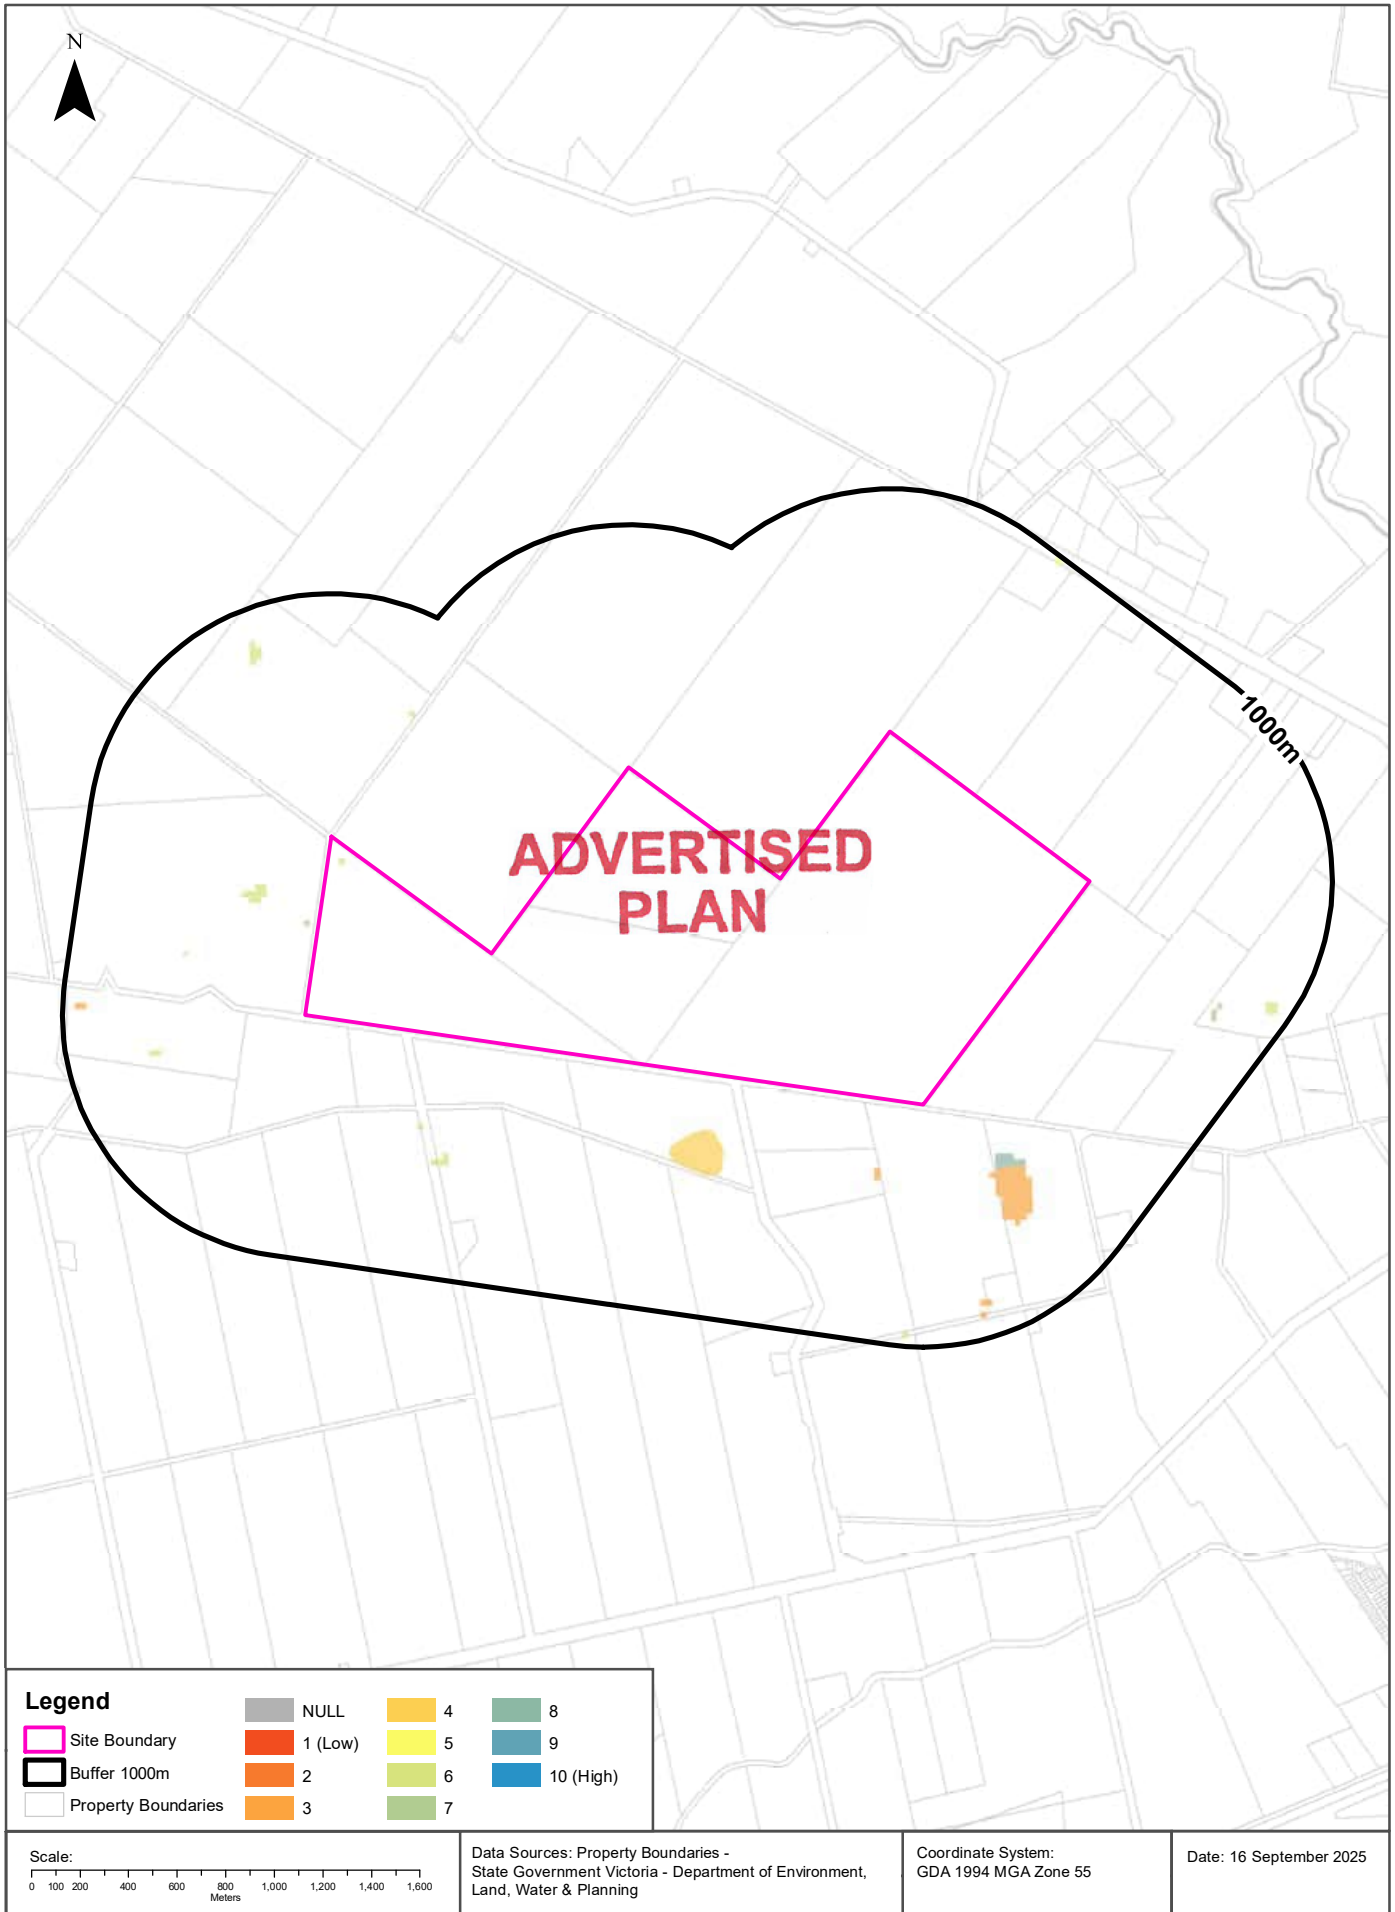 N
1000m
ADVERTISED
PLAN
Legend
Site Boundary
Buffer 1000m
Property Boundaries
NULL
1 (Low)
2
3
4
5
6
7
8
9
10 (High)
Scale:
0 100 200 400 600 800 1,000 1,200 1,400 1,600
Meters
Data Sources: Property Boundaries -
State Government Victoria - Department of Environment,
Land, Water & Planning
Coordinate System:
GDA 1994 MGA Zone 55
Date: 16 September 2025